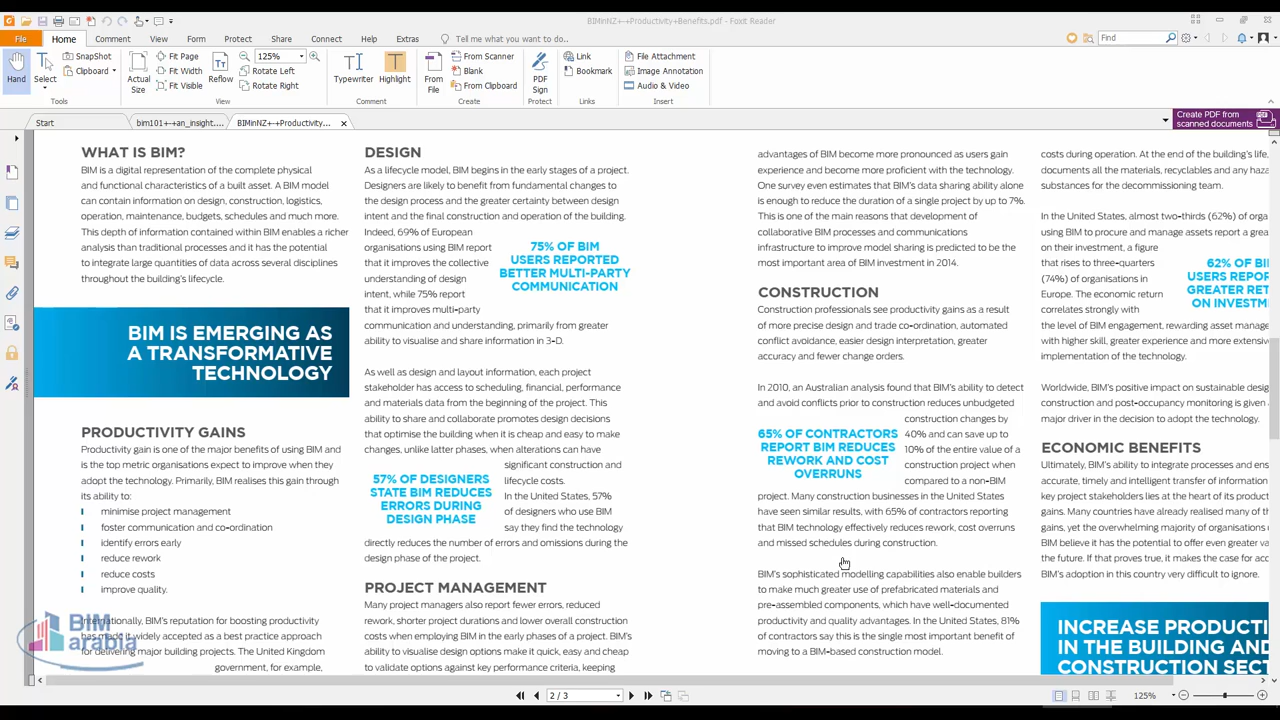 BIMinNZ+-+Productivity+Benefits.pdf - Foxit Reader
File Home Comment View Form Protect Share Connect Help Extras Tell me what you want to do... Find
Hand
Select
SnapShot
Clipboard
Tools
Actual Size
Fit Page
Fit Width
Fit Visible
Reflow
125%
Rotate Left
Rotate Right
View
Typewriter
Highlight
Comment
From File
From Scanner
Blank
From Clipboard
Create
PDF Sign
Protect
Link
Bookmark
Links
File Attachment
Image Annotation
Audio & Video
Insert
Start
bim101+-+an_insight....
BIMinNZ+-+Productivity...
Create PDF from
scanned documents
WHAT IS BIM?
BIM is a digital representation of the complete physical
and functional characteristics of a built asset. A BIM model
can contain information on design, construction, logistics,
operation, maintenance, budgets, schedules and much more.
This depth of information contained within BIM enables a richer
analysis than traditional processes and it has the potential
to integrate large quantities of data across several disciplines
throughout the building's lifecycle.
BIM IS EMERGING AS
A TRANSFORMATIVE
TECHNOLOGY
PRODUCTIVITY GAINS
Productivity gain is one of the major benefits of using BIM and
is the top metric organisations expect to improve when they
adopt the technology. Primarily, BIM realises this gain through
its ability to:
minimise project management
foster communication and co-ordination
identify errors early
reduce rework
reduce costs
improve quality.
Internationally, BIM's reputation for boosting productivity
has made it widely accepted as a best practice approach
for delivering major building projects. The United Kingdom
government, for example,
BIM
arabia
DESIGN
As a lifecycle model, BIM begins in the early stages of a project.
Designers are likely to benefit from fundamental changes to
the design process and the greater certainty between design
intent and the final construction and operation of the building.
Indeed, 69% of European
organisations using BIM report
that it improves the collective
understanding of design
intent, while 75% report
that it improves multi-party
communication and understanding, primarily from greater
ability to visualise and share information in 3-D.
75% OF BIM
USERS REPORTED
BETTER MULTI-PARTY
COMMUNICATION
As well as design and layout information, each project
stakeholder has access to scheduling, financial, performance
and materials data from the beginning of the project. This
ability to share and collaborate promotes design decisions
that optimise the building when it is cheap and easy to make
changes, unlike latter phases, when alterations can have
significant construction and
lifecycle costs.
In the United States, 57%
of designers who use BIM
say they find the technology
directly reduces the number of errors and omissions during the
design phase of the project.
57% OF DESIGNERS
STATE BIM REDUCES
ERRORS DURING
DESIGN PHASE
PROJECT MANAGEMENT
Many project managers also report fewer errors, reduced
rework, shorter project durations and lower overall construction
costs when employing BIM in the early phases of a project. BIM's
ability to visualise design options make it quick, easy and cheap
to validate options against key performance criteria, keeping
advantages of BIM become more pronounced as users gain
experience and become more proficient with the technology.
One survey even estimates that BIM's data sharing ability alone
is enough to reduce the duration of a single project by up to 7%.
This is one of the main reasons that development of
collaborative BIM processes and communications
infrastructure to improve model sharing is predicted to be the
most important area of BIM investment in 2014.
CONSTRUCTION
Construction professionals see productivity gains as a result
of more precise design and trade co-ordination, automated
conflict avoidance, easier design interpretation, greater
accuracy and fewer change orders.
In 2010, an Australian analysis found that BIM's ability to detect
and avoid conflicts prior to construction reduces unbudgeted
construction changes by
40% and can save up to
10% of the entire value of a
construction project when
compared to a non-BIM
project. Many construction businesses in the United States
have seen similar results, with 65% of contractors reporting
that BIM technology effectively reduces rework, cost overruns
and missed schedules during construction.
65% OF CONTRACTORS
REPORT BIM REDUCES
REWORK AND COST
OVERRUNS
BIM's sophisticated modelling capabilities also enable builders
to make much greater use of prefabricated materials and
pre-assembled components, which have well-documented
productivity and quality advantages. In the United States, 81%
of contractors say this is the single most important benefit of
moving to a BIM-based construction model.
costs during operation. At the end of the building's life,
documents all the materials, recyclables and any haza
substances for the decommissioning team.
In the United States, almost two-thirds (62%) of orga
using BIM to procure and manage assets report a grea
on their investment, a figure
that rises to three-quarters
(74%) of organisations in
Europe. The economic return
correlates strongly with
the level of BIM engagement, rewarding asset manage
with higher skill, greater experience and more extensiv
implementation of the technology.
62% OF BI
USERS REPOR
GREATER RET
ON INVESTM
Worldwide, BIM's positive impact on sustainable desig
construction and post-occupancy monitoring is given
major driver in the decision to adopt the technology.
ECONOMIC BENEFITS
Ultimately, BIM's ability to integrate processes and ens
accurate, timely and intelligent transfer of information
key project stakeholders lies at the heart of its product
gains. Many countries have already realised many of th
gains, yet the overwhelming majority of organisations u
BIM believe it has the potential to offer even greater va
the future. If that proves true, it makes the case for acc
BIM's adoption in this country very difficult to ignore.
INCREASE PRODUCTI
IN THE BUILDING AND
CONSTRUCTION SECT
2 / 3
125%